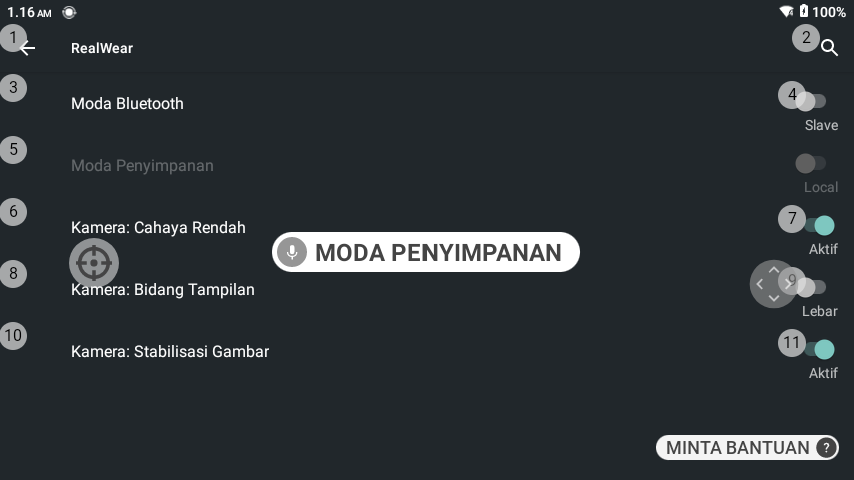 1.16 AM 100%
1 RealWear 2
3 Moda Bluetooth 4
Slave
5 Moda Penyimpanan
Local
6 Kamera: Cahaya Rendah 7
MODA PENYIMPANAN
Aktif
8 Kamera: Bidang Tampilan 9
Lebar
10 Kamera: Stabilisasi Gambar 11
Aktif
MINTA BANTUAN ?